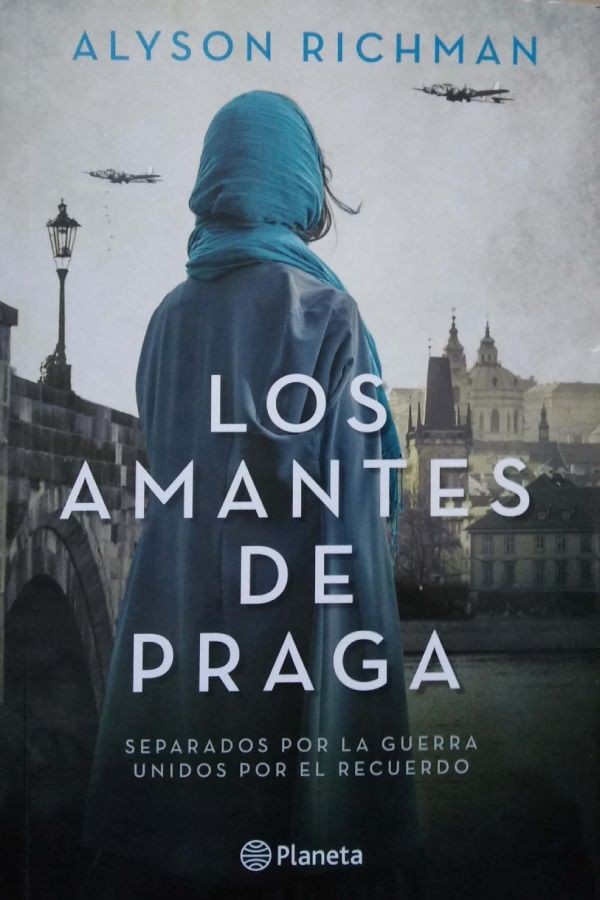 ALYSON RICHMAN
LOS
AMANTES
DE
PRAGA
SEPARADOS POR LA GUERRA
UNIDOS POR EL RECUERDO
Planeta